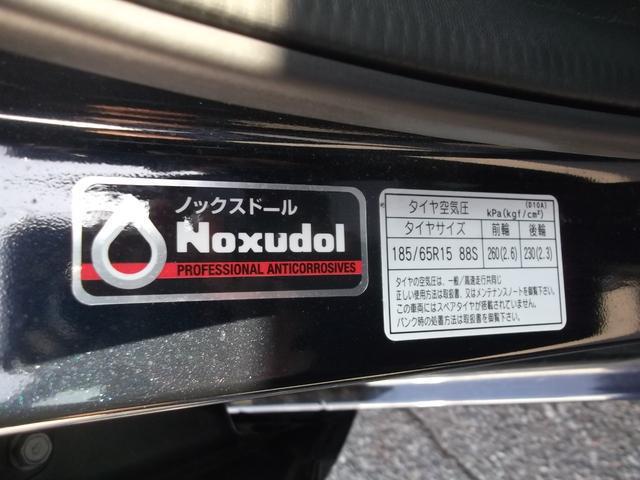 ノックスドール
Noxudol
PROFESSIONAL ANTICORROSIVES
(D10A)
タイヤ空気圧 kPa(kgf/c㎡)
タイヤサイズ 前輪 後輪
185/65R15 88S 260(2.6) 230(2.3)
タイヤの空気圧は、一般/高速走行共同じ
正しい使用方法は取扱書、又はメンテナンスノートを御覧下さい。
この車両にはスペアタイヤが搭載されていません。
パンク時の処置方法は取扱書を御覧下さい。